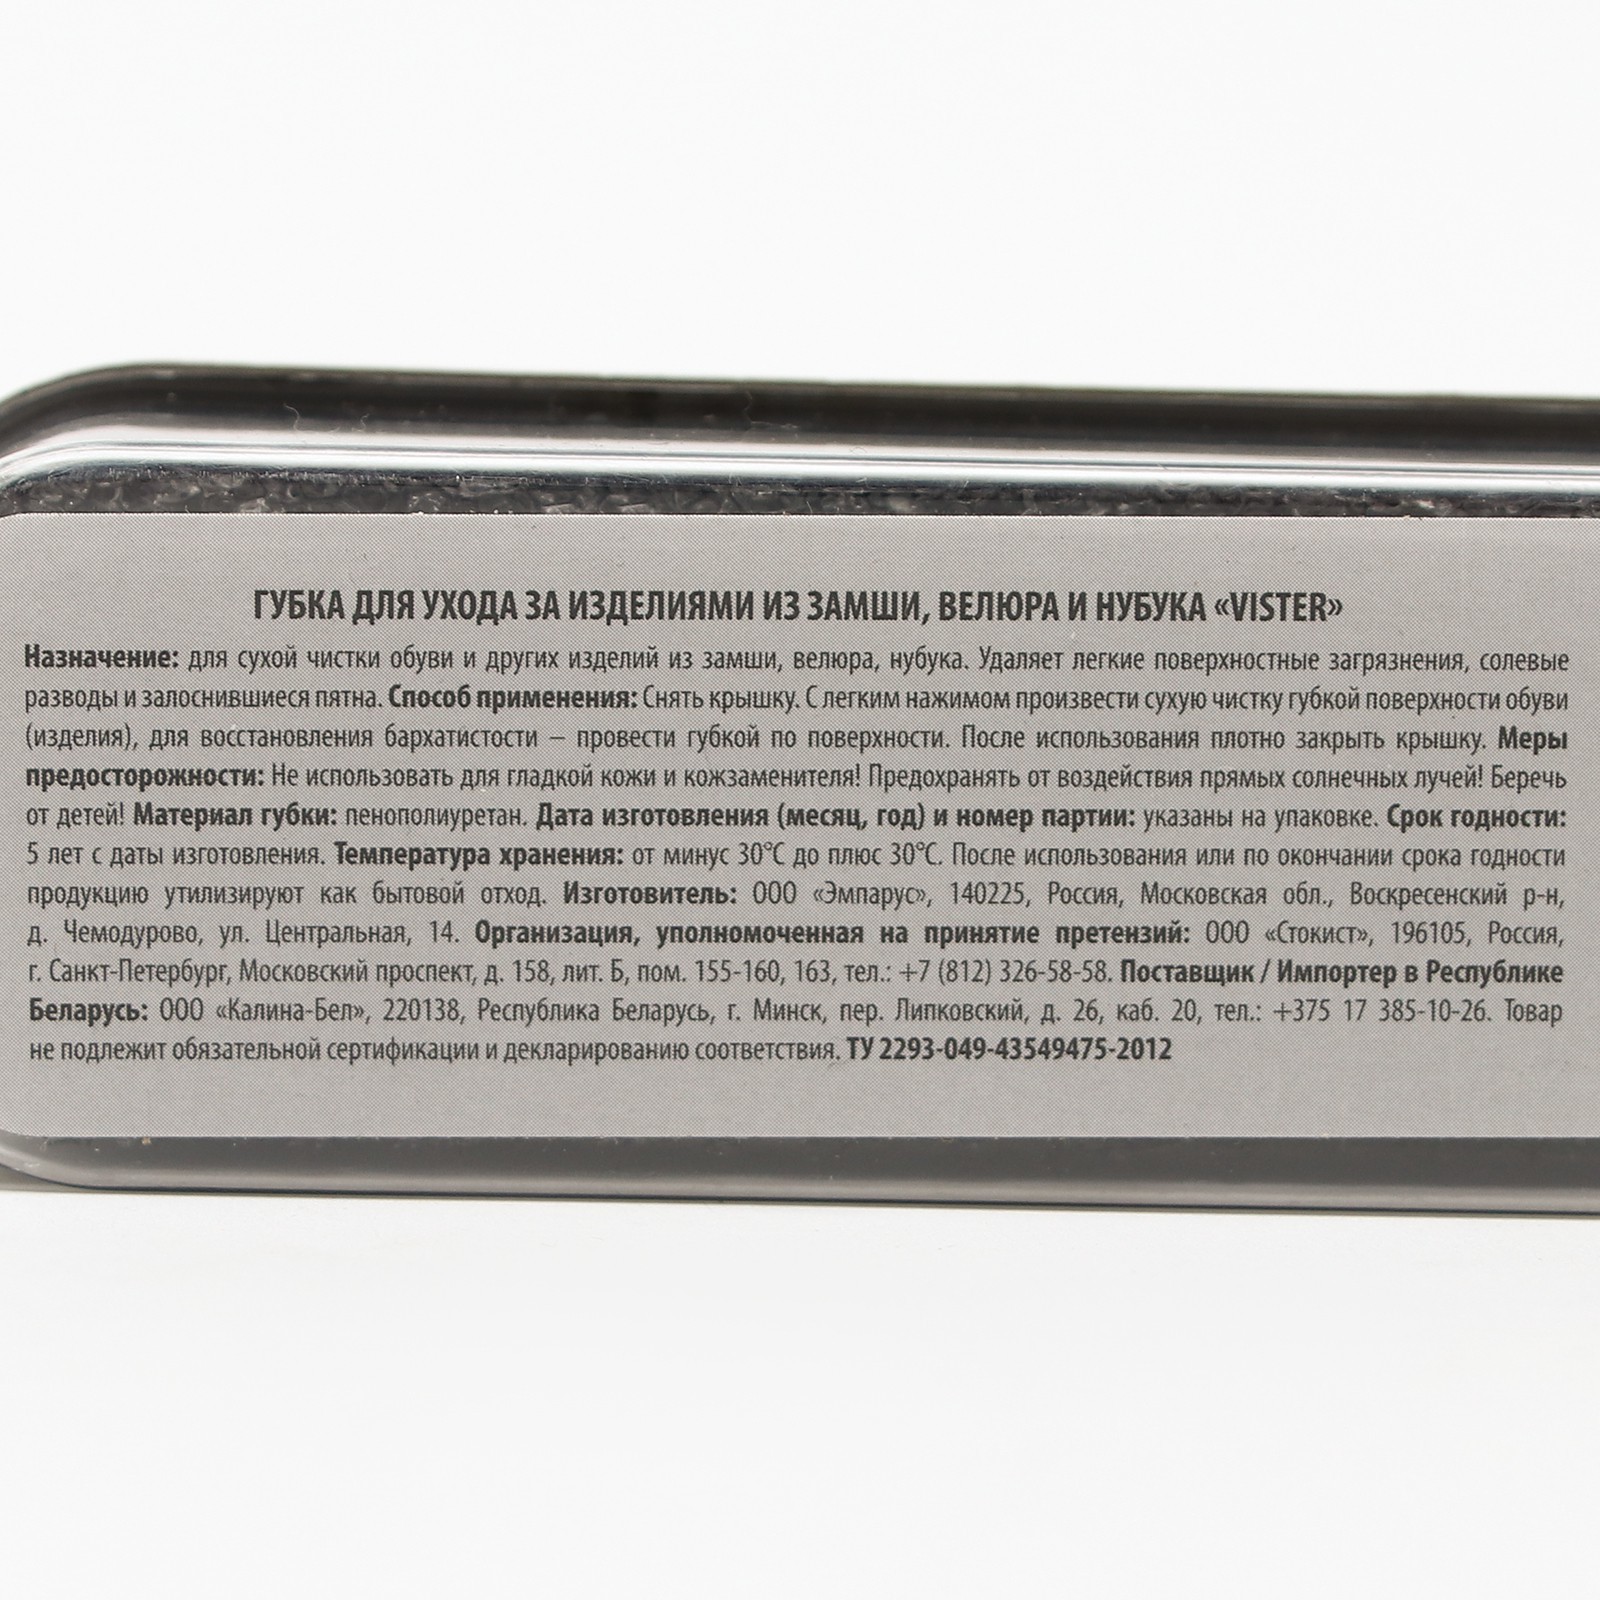 ГУБКА ДЛЯ УХОДА ЗА ИЗДЕЛИЯМИ ИЗ ЗАМШИ, ВЕЛЮРА И НУБУКА «VISTER»
Назначение: для сухой чистки обуви и других изделий из замши, велюра, нубука. Удаляет легкие поверхностные загрязнения, солевые
разводы и залоснившиеся пятна. Способ применения: Снять крышку. С легким нажимом произвести сухую чистку губкой поверхности обуви
(изделия), для восстановления бархатистости – провести губкой по поверхности. После использования плотно закрыть крышку. Меры
предосторожности: Не использовать для гладкой кожи и кожзаменителя! Предохранять от воздействия прямых солнечных лучей! Беречь
от детей! Материал губки: пенополиуретан. Дата изготовления (месяц, год) и номер партии: указаны на упаковке. Срок годности:
5 лет с даты изготовления. Температура хранения: от минус 30°С до плюс 30°С. После использования или по окончании срока годности
продукцию утилизируют как бытовой отход. Изготовитель: ООО «Эмпарус», 140225, Россия, Московская обл., Воскресенский р-н,
д. Чемодурово, ул. Центральная, 14. Организация, уполномоченная на принятие претензий: ООО «Стокист», 196105, Россия,
г. Санкт-Петербург, Московский проспект, д. 158, лит. Б, пом. 155-160, 163, тел.: +7 (812) 326-58-58. Поставщик / Импортер в Республике
Беларусь: ООО «Калина-Бел», 220138, Республика Беларусь, г. Минск, пер. Липковский, д. 26, каб. 20, тел.: +375 17 385-10-26. Товар
не подлежит обязательной сертификации и декларированию соответствия. ТУ 2293-049-43549475-2012